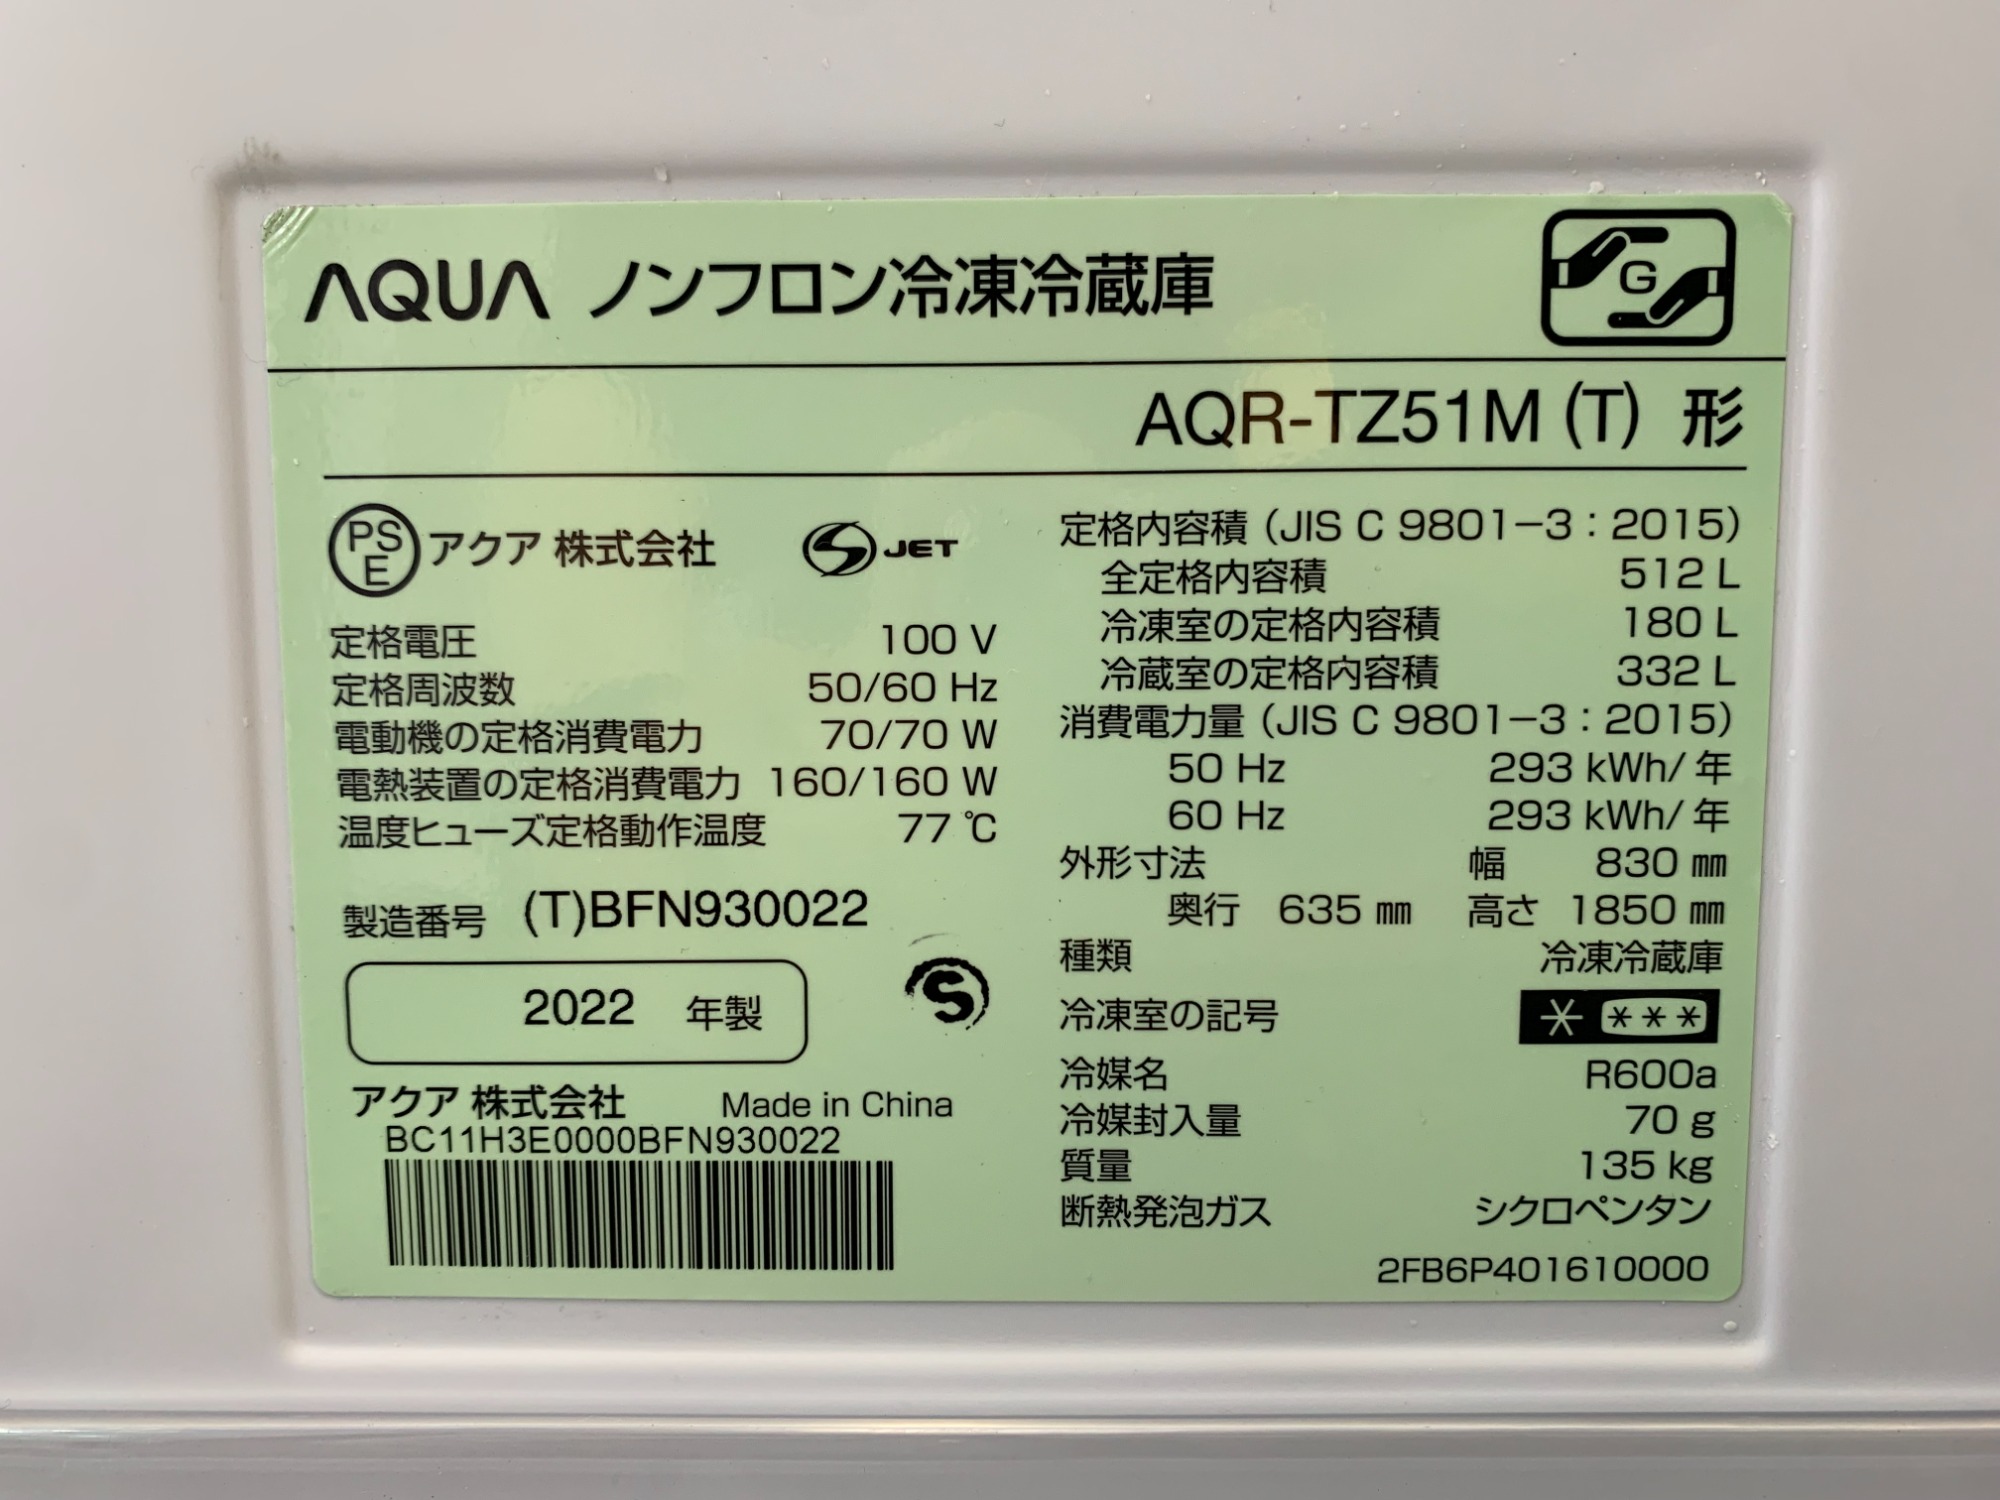 AQUA ノンフロン冷凍冷蔵庫
G
AQR-TZ51M (T) 形
PS E アクア 株式会社
S JET
定格電圧 100 V
定格周波数 50/60 Hz
電動機の定格消費電力 70/70 W
電熱装置の定格消費電力 160/160 W
温度ヒューズ定格動作温度 77 ℃
製造番号 (T)BFN930022
2022 年製
S
アクア 株式会社 Made in China
BC11H3E0000BFN930022
定格内容積 (JIS C 9801−3：2015)
全定格内容積 512 L
冷凍室の定格内容積 180 L
冷蔵室の定格内容積 332 L
消費電力量 (JIS C 9801−3：2015)
50 Hz 293 kWh/年
60 Hz 293 kWh/年
外形寸法 幅 830 ㎜
奥行 635 ㎜ 高さ 1850 ㎜
種類 冷凍冷蔵庫
冷凍室の記号 * ***
冷媒名 R600a
冷媒封入量 70 g
質量 135 kg
断熱発泡ガス シクロペンタン
2FB6P401610000